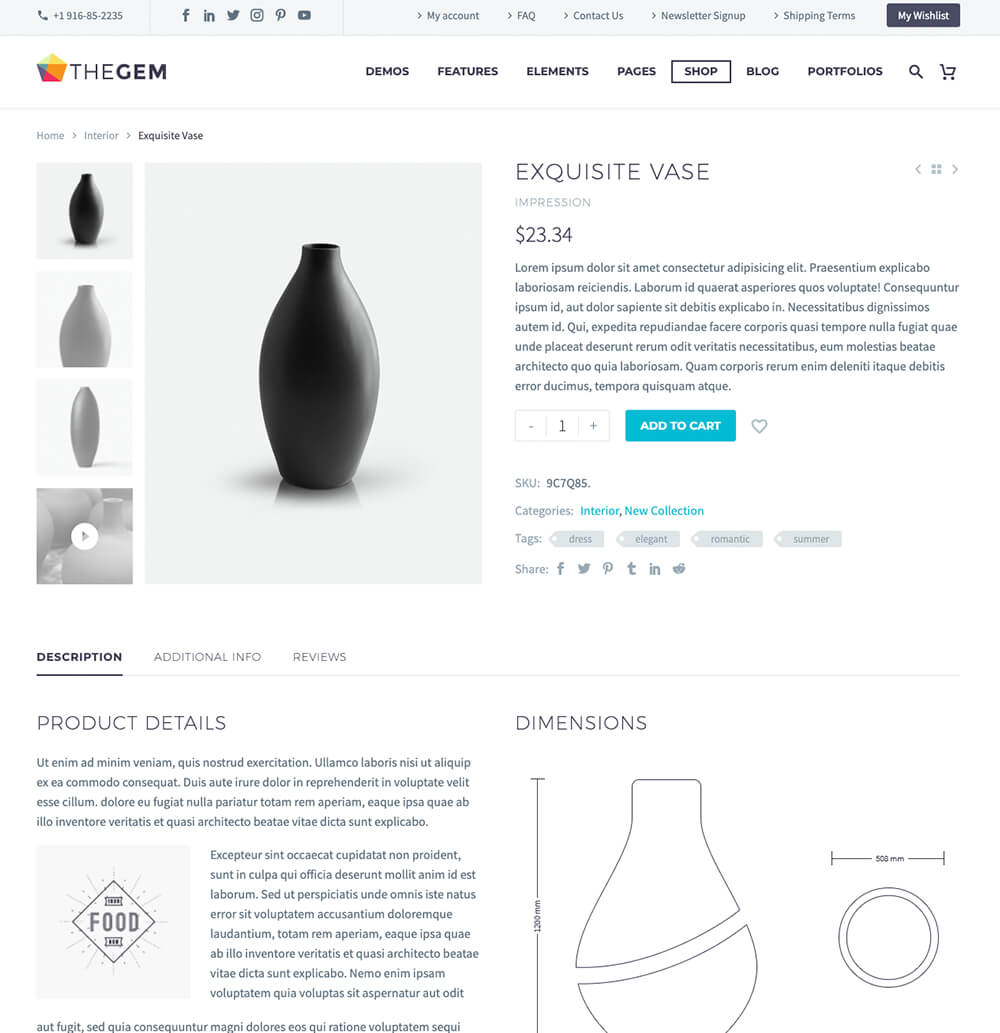 +1 916-85-2235
My account
FAQ
Contact Us
Newsletter Signup
Shipping Terms
My Wishlist
THEGEM
DEMOS
FEATURES
ELEMENTS
PAGES
SHOP
BLOG
PORTFOLIOS
Home > Interior > Exquisite Vase
EXQUISITE VASE
IMPRESSION
$23.34
Lorem ipsum dolor sit amet consectetur adipisicing elit. Praesentium explicabo
laboriosam reiciendis. Laborum id quaerat asperiores quos voluptate! Consequuntur
ipsum id, aut dolor sapiente sit debitis explicabo in. Necessitatibus dignissimos
autem id. Qui, expedita repudiandae facere corporis quasi tempore nulla fugiat quae
unde placeat deserunt rerum odit veritatis necessitatibus, eum molestias beatae
architecto quo quia laboriosam. Quam corporis rerum enim deleniti itaque debitis
error ducimus, tempora quisquam atque.
- 1 +
ADD TO CART
SKU: 9C7Q85.
Categories: Interior, New Collection
Tags: dress elegant romantic summer
Share:
DESCRIPTION
ADDITIONAL INFO
REVIEWS
PRODUCT DETAILS
Ut enim ad minim veniam, quis nostrud exercitation. Ullamco laboris nisi ut aliquip
ex ea commodo consequat. Duis aute irure dolor in reprehenderit in voluptate velit
esse cillum. dolore eu fugiat nulla pariatur totam rem aperiam, eaque ipsa quae ab
illo inventore veritatis et quasi architecto beatae vitae dicta sunt explicabo.
FOOD
Excepteur sint occaecat cupidatat non proident,
sunt in culpa qui officia deserunt mollit anim id est
laborum. Sed ut perspiciatis unde omnis iste natus
error sit voluptatem accusantium doloremque
laudantium, totam rem aperiam, eaque ipsa quae
ab illo inventore veritatis et quasi architecto beatae
vitae dicta sunt explicabo. Nemo enim ipsam
voluptatem quia voluptas sit aspernatur aut odit
aut fugit, sed quia consequuntur magni dolores eos qui ratione voluptatem sequi
DIMENSIONS
1200 mm
508 mm